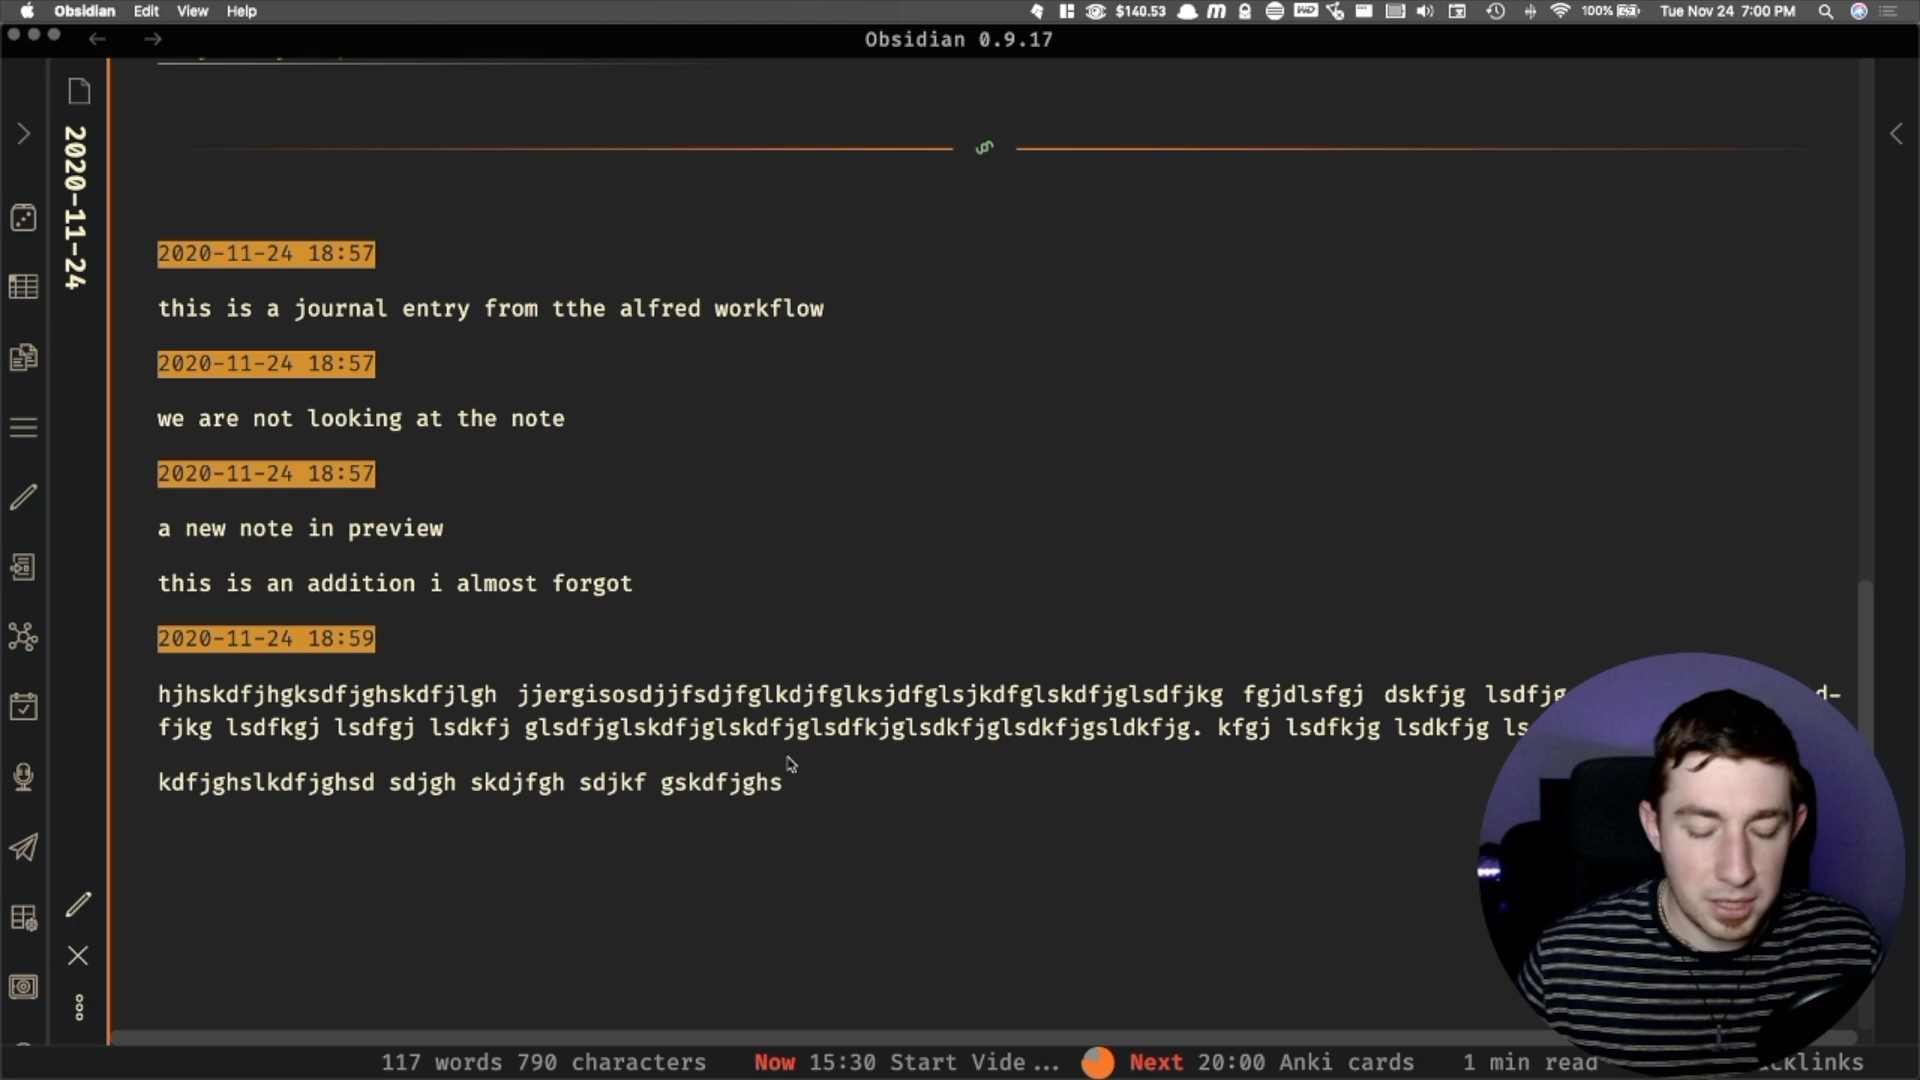 Obsidian Edit View Help $140.53 100% Tue Nov 24 7:00 PM
Obsidian 0.9.17
2020-11-24
2020-11-24 18:57
this is a journal entry from tthe alfred workflow
2020-11-24 18:57
we are not looking at the note
2020-11-24 18:57
a new note in preview
this is an addition i almost forgot
2020-11-24 18:59
hjhskdfjhgksdfjghskdfjlgh jjergisosdjjfsdjfglkdjfglksjdfglsjkdfglskdfjglsdfjkg fgjdlsfgj dskfjg lsdfjg d-
fjkg lsdfkgj lsdfgj lsdkfj glsdfjglskdfjglskdfjglsdfkjglsdkfjglsdkfjgsldkfjg. kfgj lsdfkjg lsdkfjg ls
kdfjghslkdfjghsd sdjgh skdjfgh sdjkf gskdfjghs
117 words 790 characters Now 15:30 Start Vide ... Next 20:00 Anki cards 1 min read cklinks